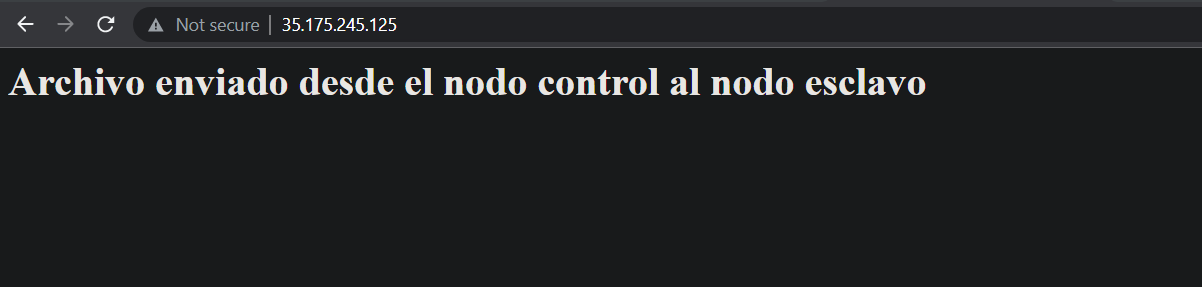 Not secure | 35.175.245.125
Archivo enviado desde el nodo control al nodo esclavo